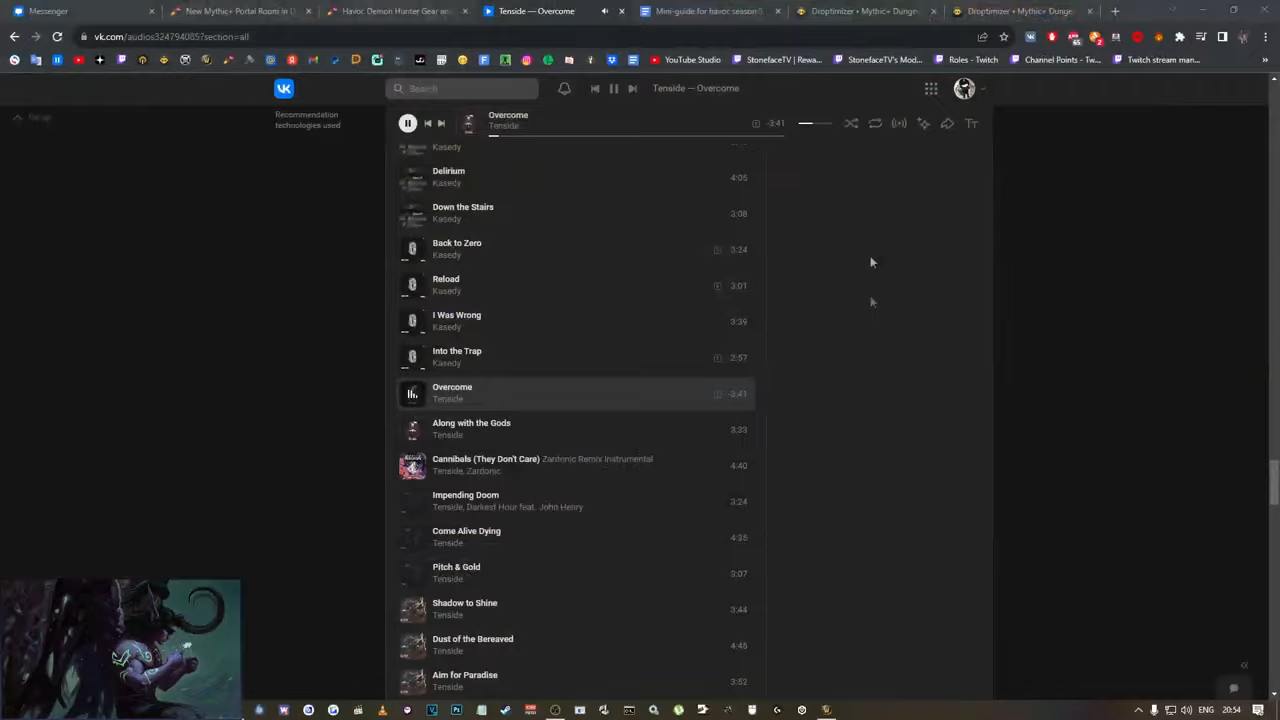 Messenger
New Mythic+ Portal Room in D
Havoc Demon Hunter Gear an
Tenside — Overcome
Mini-guide for havoc season
Droptimizer • Mythic+ Dunge
Droptimizer • Mythic+ Dunge
vk.com/audios324794085?section=all
YouTube Studio
StonefaceTV | Rewa...
StonefaceTV's Mod...
Roles - Twitch
Channel Points - Tw...
Twitch stream man...
Search
Tenside — Overcome
Recommendation
technologies used
Overcome
Tenside
-3:41
Kasedy
Delirium
Kasedy
4:05
Down the Stairs
Kasedy
3:08
Back to Zero
Kasedy
3:24
Reload
Kasedy
3:01
I Was Wrong
Kasedy
3:39
Into the Trap
Kasedy
2:57
Overcome
Tenside
-3:41
Along with the Gods
Tenside
3:33
Cannibals (They Don't Care) Zardonic Remix Instrumental
Tenside, Zardonic
4:40
Impending Doom
Tenside, Darkest Hour feat. John Henry
3:24
Come Alive Dying
Tenside
4:35
Pitch & Gold
Tenside
3:07
Shadow to Shine
Tenside
3:44
Dust of the Bereaved
Tenside
4:45
Aim for Paradise
Tenside
3:52
ENG
20:54